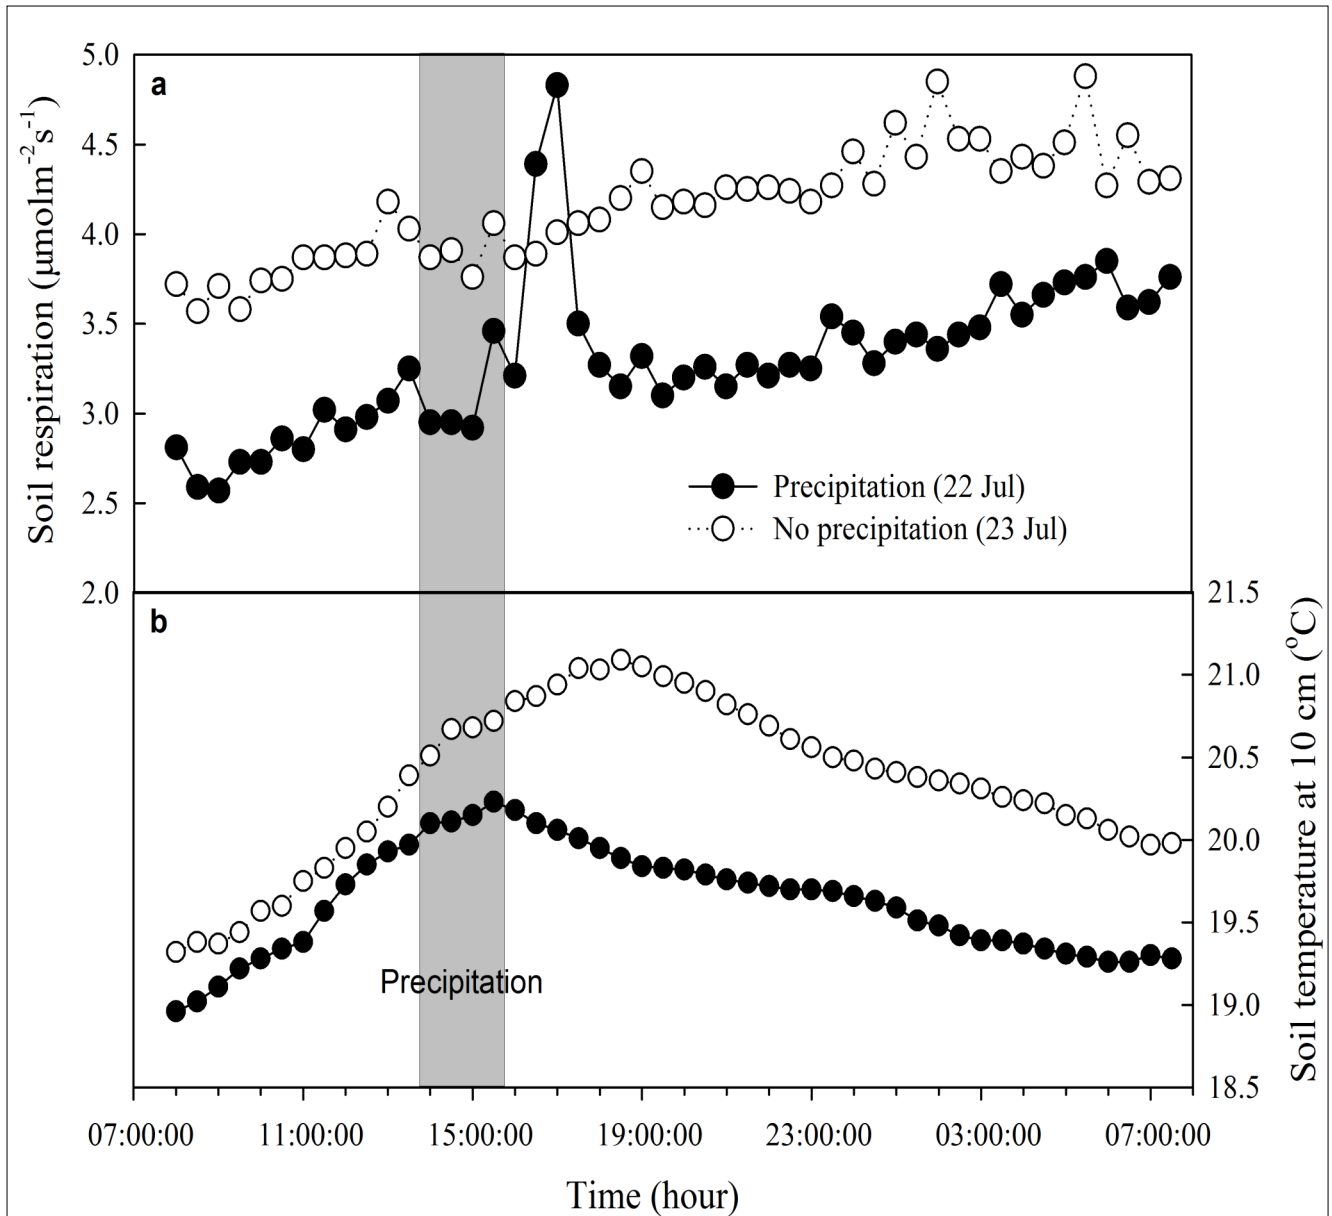 a
Soil respiration (μmolm⁻²s⁻¹)
5.0
4.5
4.0
3.5
3.0
2.5
2.0
Precipitation (22 Jul)
No precipitation (23 Jul)
b
Precipitation
21.5
21.0
20.5
20.0
19.5
19.0
18.5
Soil temperature at 10 cm (°C)
07:00:00 11:00:00 15:00:00 19:00:00 23:00:00 03:00:00 07:00:00
Time (hour)